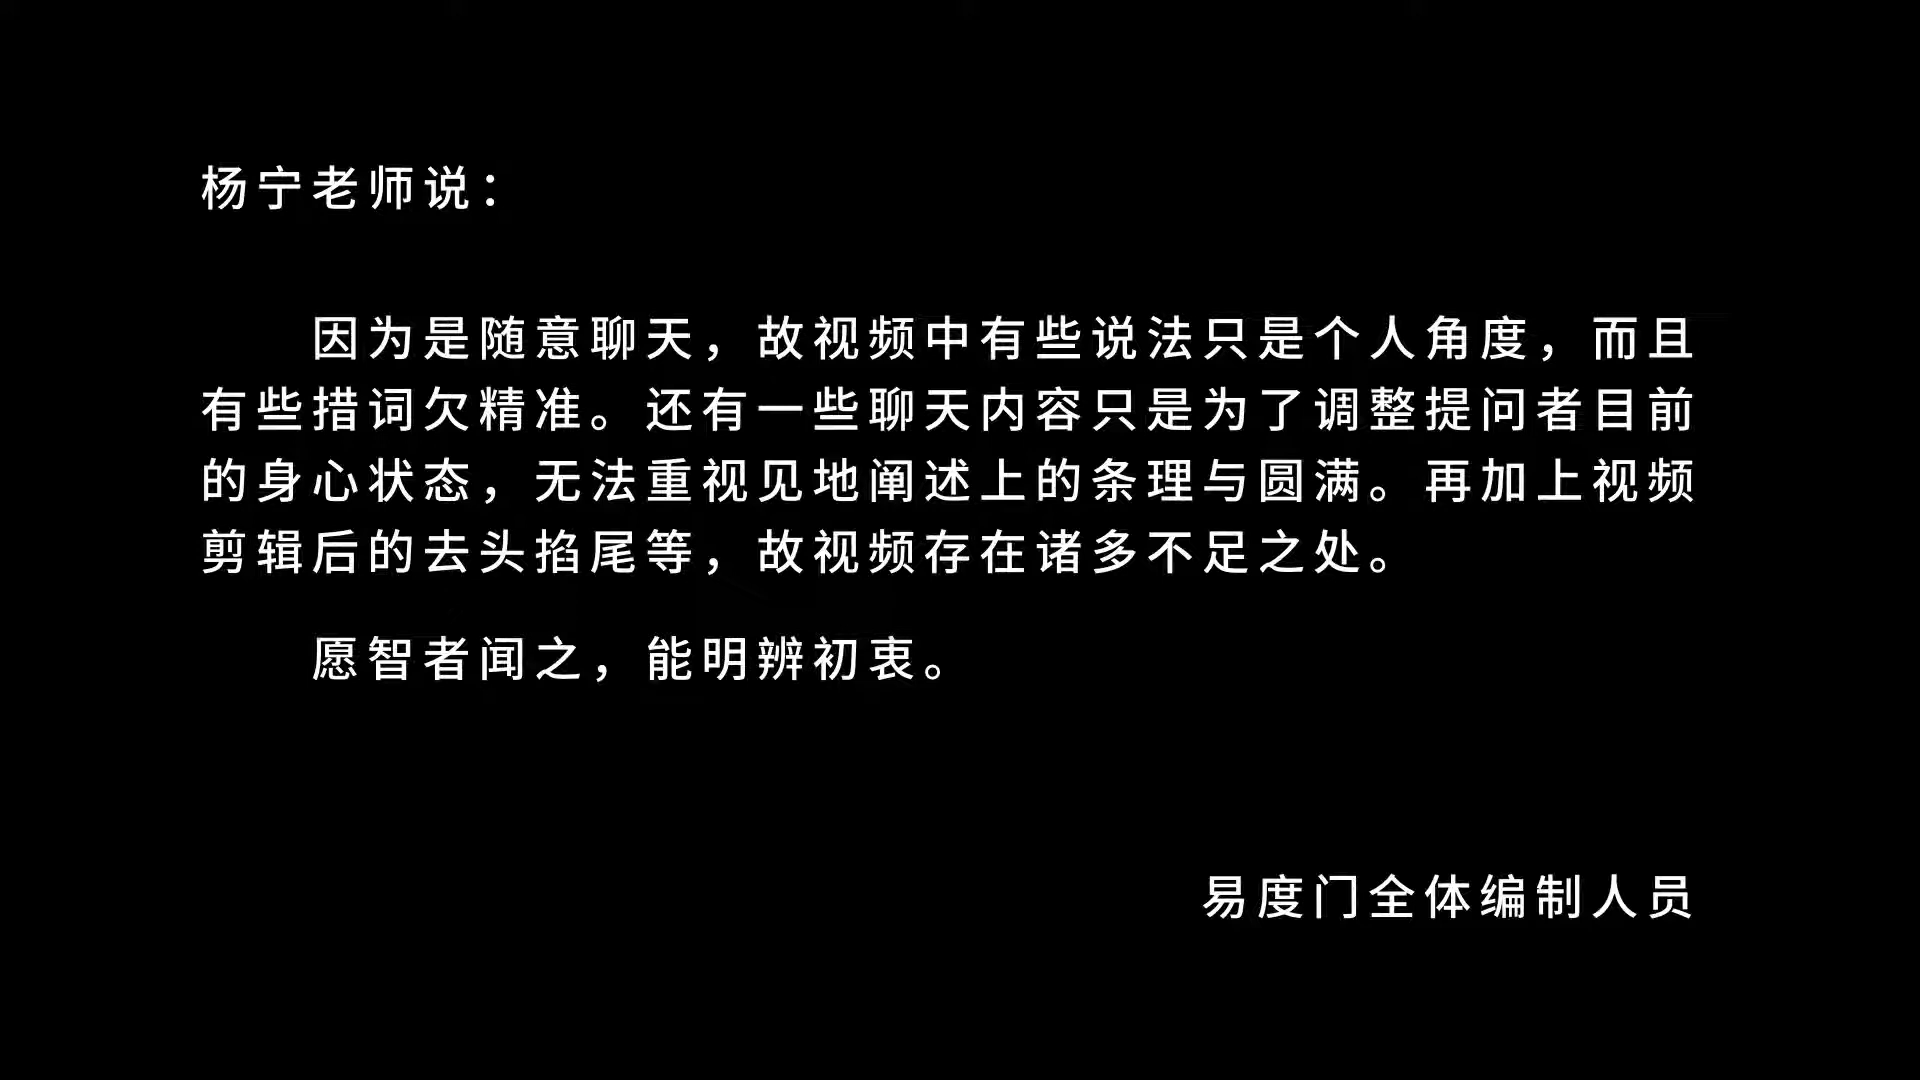 杨宁老师说：
因为是随意聊天，故视频中有些说法只是个人角度，而且
有些措词欠精准。还有一些聊天内容只是为了调整提问者目前
的身心状态，无法重视见地阐述上的条理与圆满。再加上视频
剪辑后的去头掐尾等，故视频存在诸多不足之处。
愿智者闻之，能明辨初衷。
易度门全体编制人员